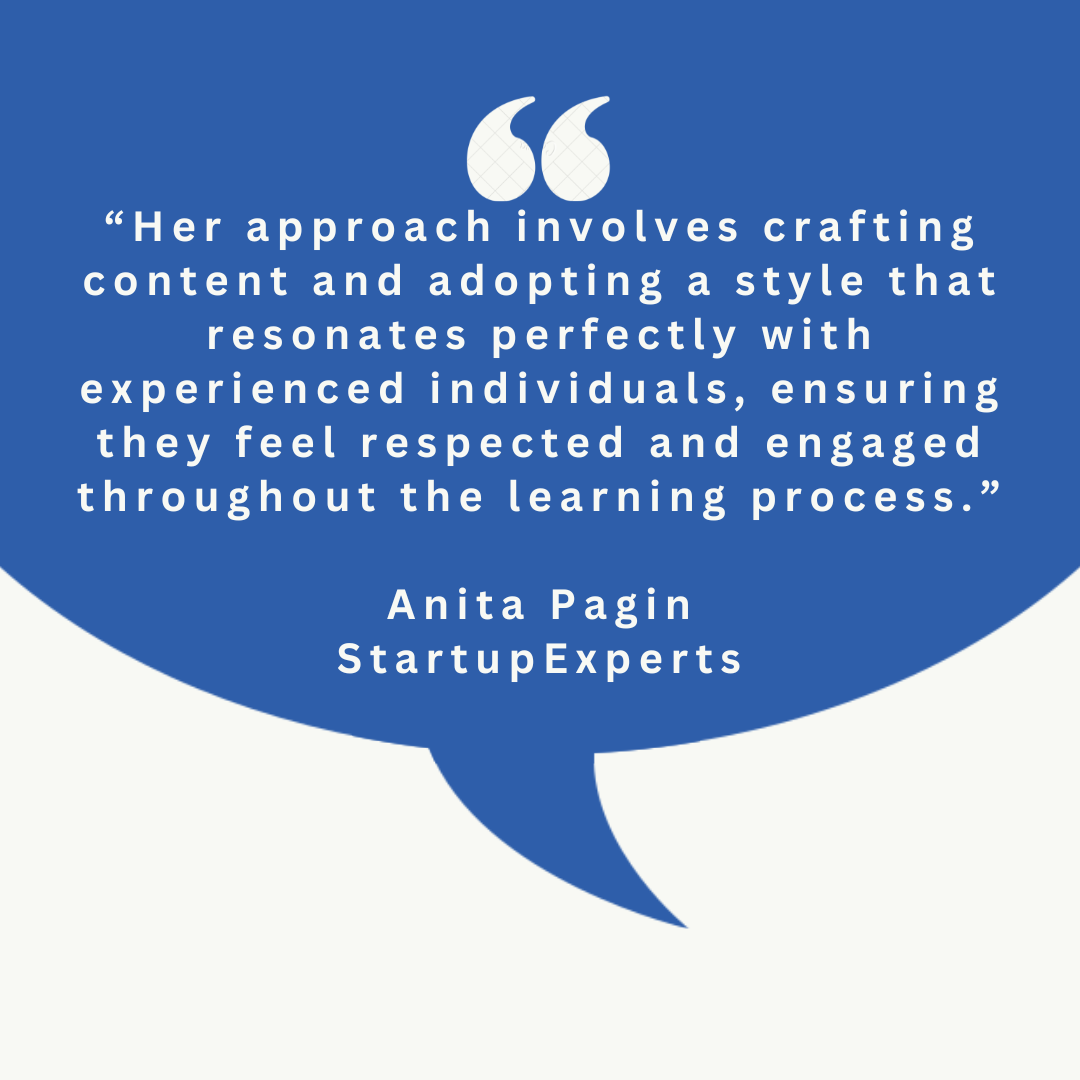 “Her approach involves crafting
content and adopting a style that
resonates perfectly with
experienced individuals, ensuring
they feel respected and engaged
throughout the learning process.”
Anita Pagin
StartupExperts